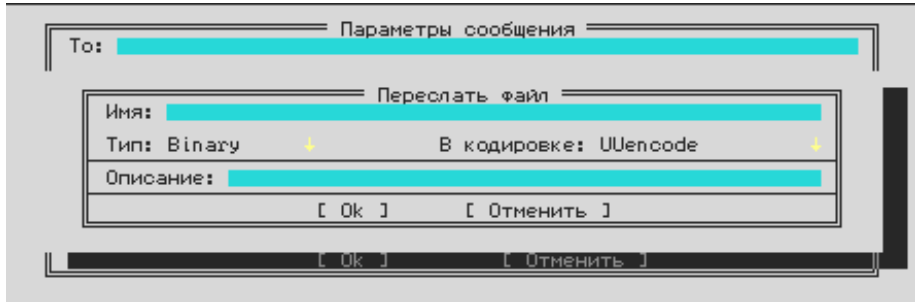 Параметры сообщения
To:
Переслать файл
Имя:
Тип: Binary ↓ В кодировке: UUencode ↓
Описание:
[ Ok ] [ Отменить ]
[ Ok ] [ Отменить ]